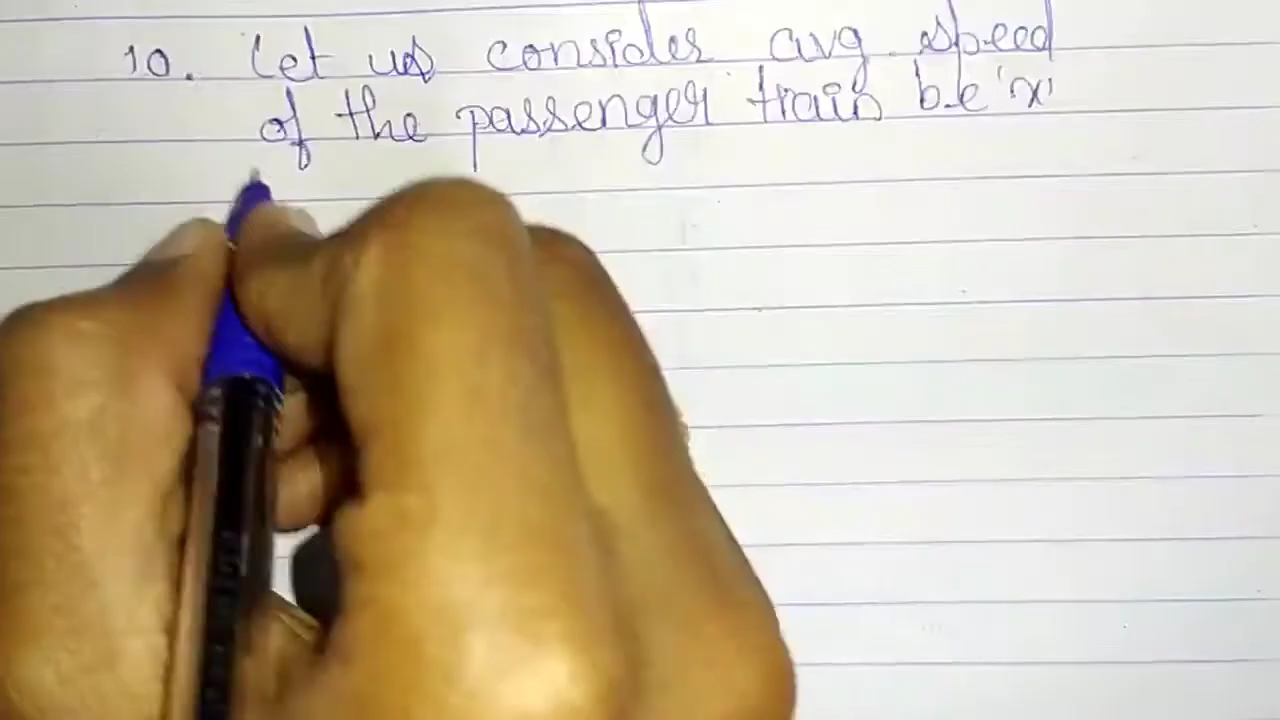 10. Let us consider avg. speed
of the passenger train be 'x'